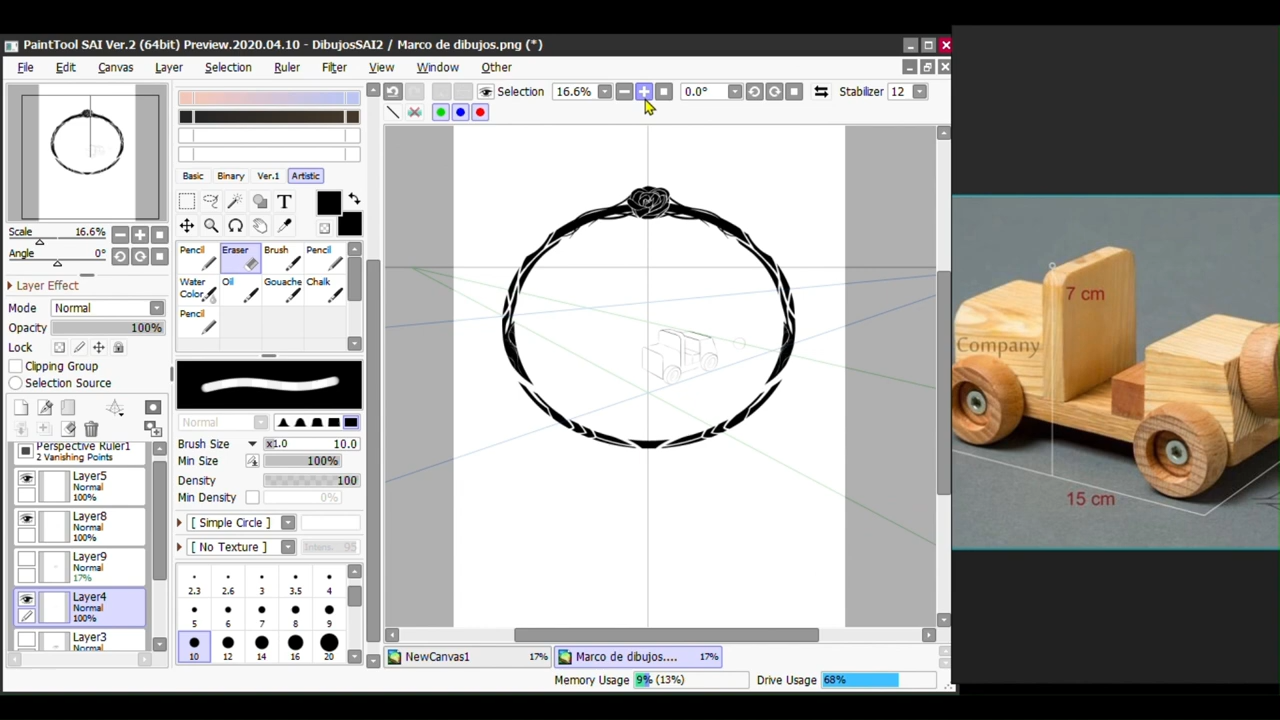 PaintTool SAI Ver.2 (64bit) Preview.2020.04.10 - DibujosSAI2 / Marco de dibujos.png (*)
File Edit Canvas Layer Selection Ruler Filter View Window Other
Selection 16.6% 0.0° Stabilizer 12
Basic Binary Ver.1 Artistic
T
Scale 16.6%
Angle 0°
Layer Effect
Mode Normal
Opacity 100%
Lock
Clipping Group
Selection Source
Perspective Ruler1
2 Vanishing Points
Layer5
Normal
100%
Layer8
Normal
100%
Layer9
Normal
17%
Layer4
Normal
100%
Layer3
Normal
Pencil Eraser Brush Pencil
Water Color Oil Gouache Chalk
Pencil
Normal
Brush Size x1.0 10.0
Min Size 100%
Density 100
Min Density 0%
[ Simple Circle ]
[ No Texture ] Intens. 95
2.3 2.6 3 3.5 4
5 6 7 8 9
10 12 14 16 20
NewCanvas1 17% Marco de dibujos.... 17%
Memory Usage 9% (13%) Drive Usage 68%
7 cm
Company
15 cm